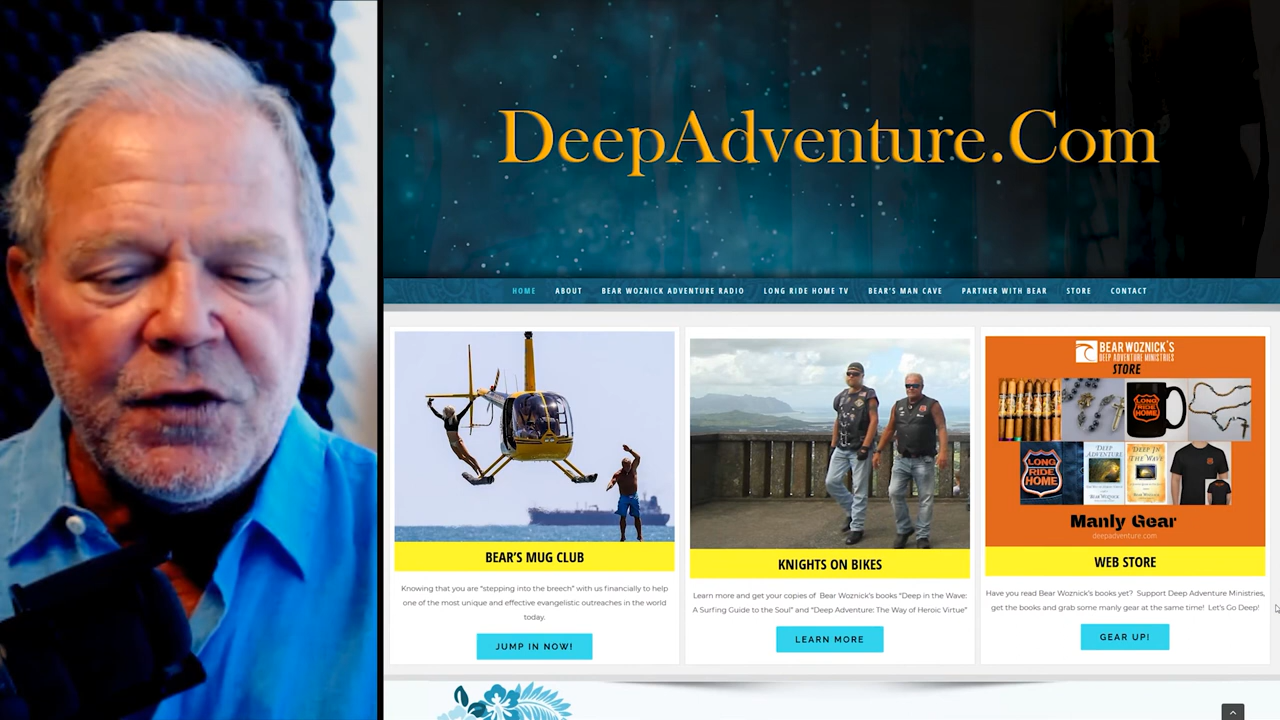 DeepAdventure.Com
HOME ABOUT BEAR WOZNICK ADVENTURE RADIO LONG RIDE HOME TV BEAR'S MAN CAVE PARTNER WITH BEAR STORE CONTACT
BEAR'S MUG CLUB
Knowing that you are "stepping into the breech" with us financially to help
one of the most unique and effective evangelistic outreaches in the world
today.
JUMP IN NOW!
KNIGHTS ON BIKES
Learn more and get your copies of Bear Woznick's books "Deep in the Wave:
A Surfing Guide to the Soul" and "Deep Adventure: The Way of Heroic Virtue"
LEARN MORE
BEAR WOZNICK'S
DEEP ADVENTURE MINISTRIES
STORE
LONG
RIDE
HOME
LONG
RIDE
HOME
DEEP
ADVENTURE
BEAR WOZNICK
DEEP IN
THE WAVE
BEAR WOZNICK
Manly Gear
deepadventure.com
WEB STORE
Have you read Bear Woznick's books yet? Support Deep Adventure Ministries,
get the books and grab some manly gear at the same time! Let's Go Deep!
GEAR UP!